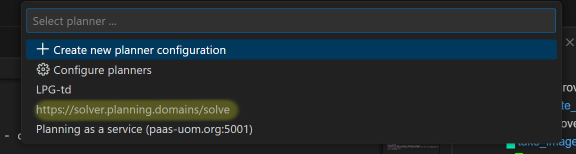 Select planner ...
Create new planner configuration
Configure planners
LPG-td
https://solver.planning.domains/solve
Planning as a service (paas-uom.org:5001)